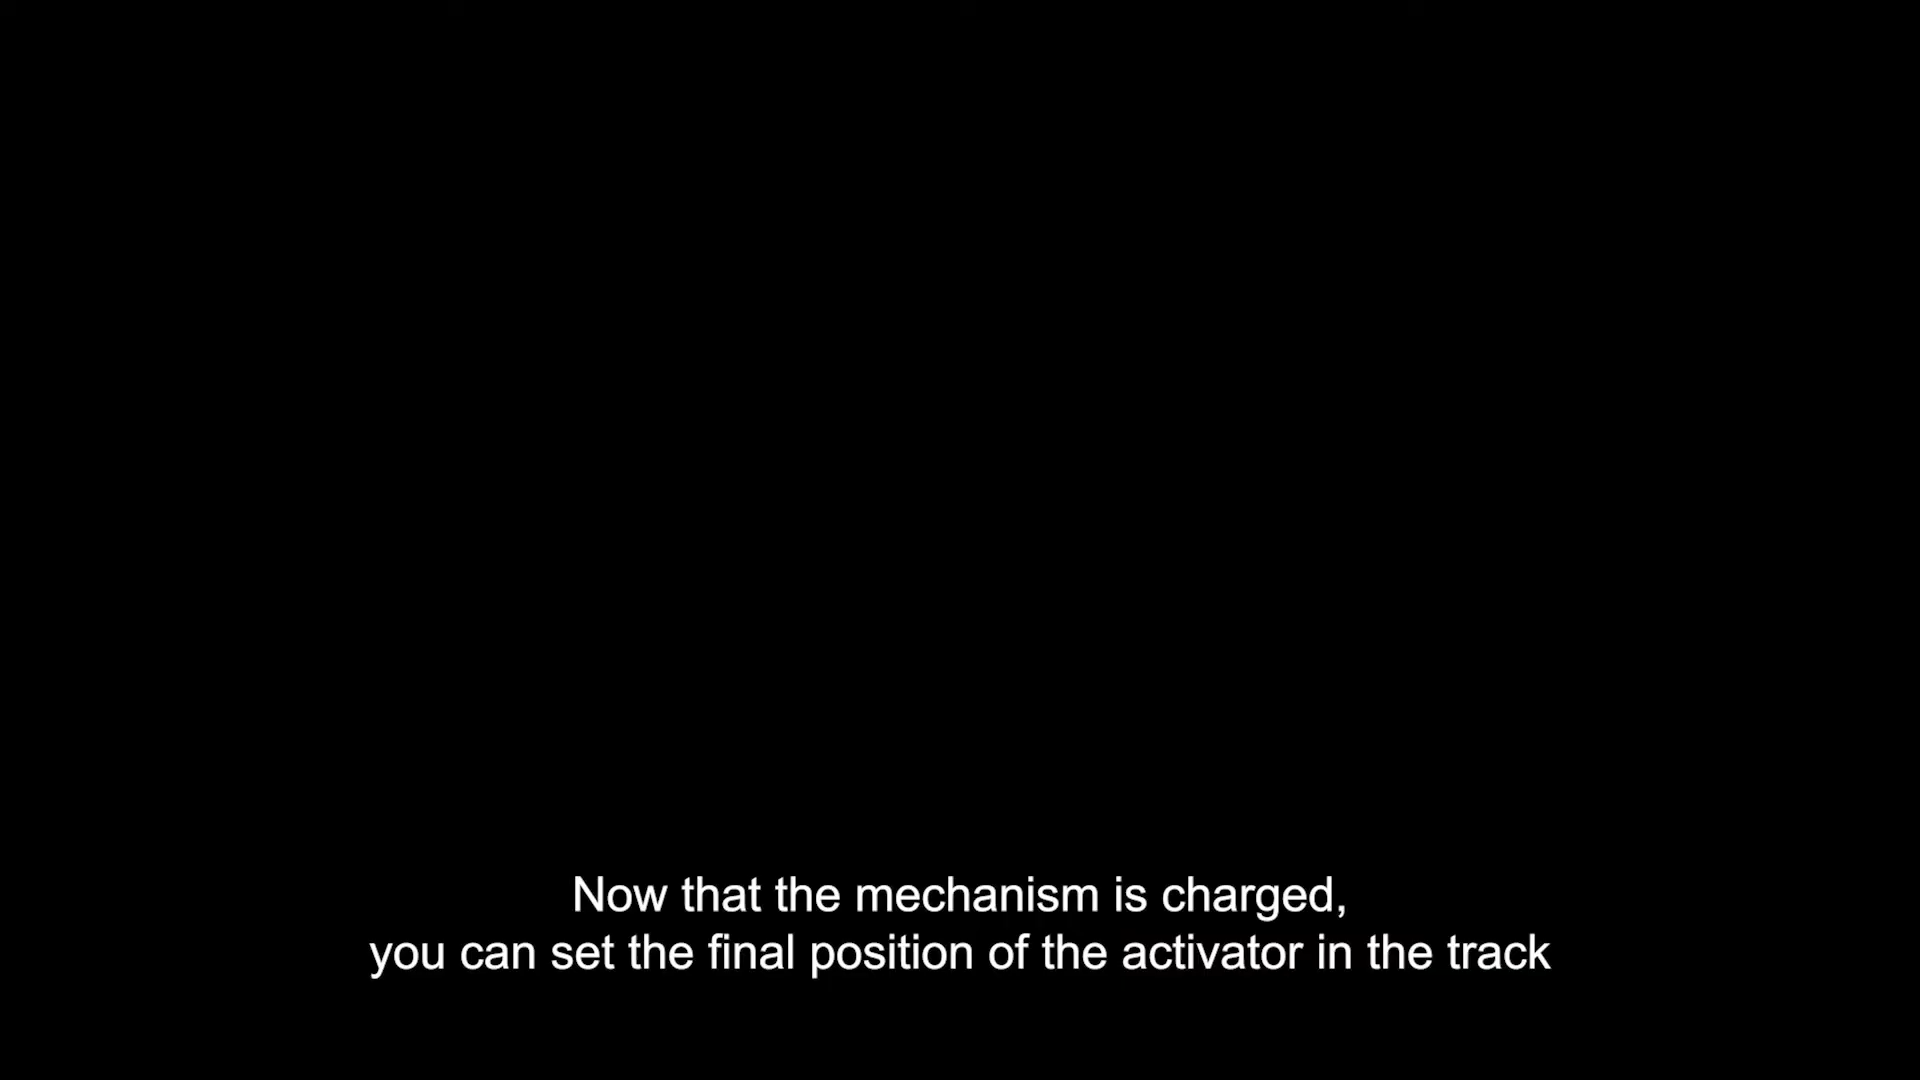 Now that the mechanism is charged,
you can set the final position of the activator in the track